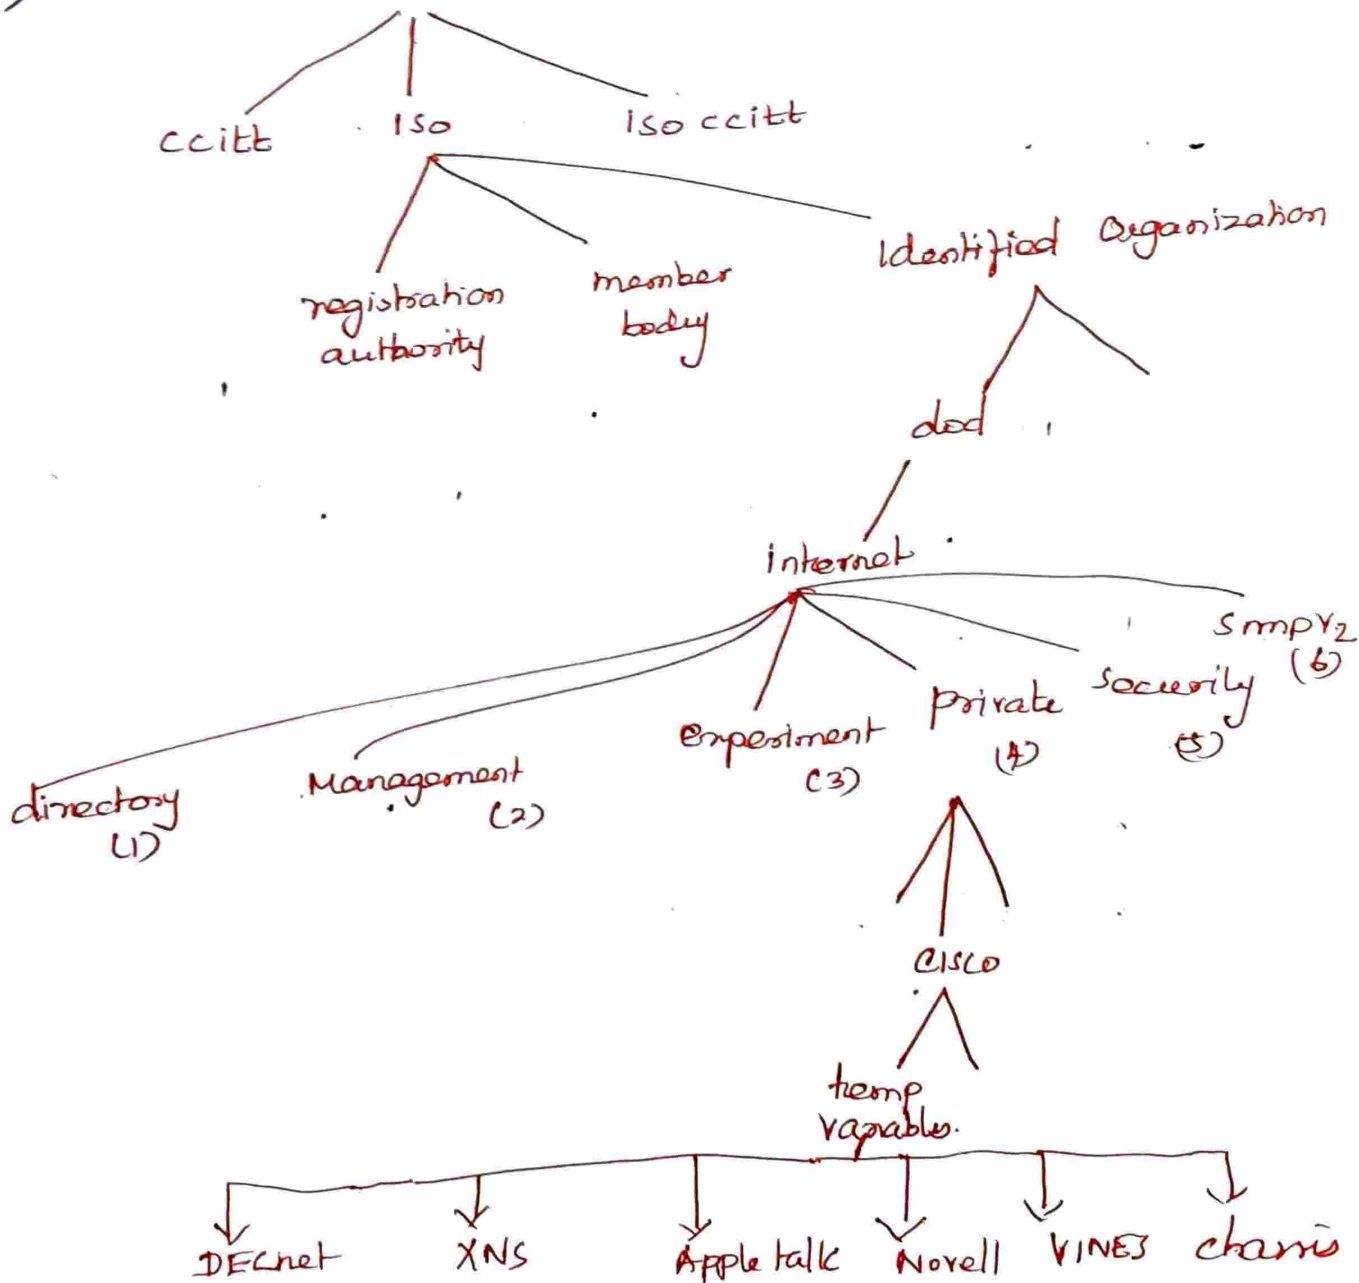 ccitt
iso
iso ccitt
Identified Organization
registration
authority
member
body
dod
internet
directory
(1)
Management
(2)
experiment
(3)
private
(4)
security
(5)
Smpv2
(6)
CISCO
temp
variables.
DECnet
XNS
Apple talk
Novell
VINES
chassis